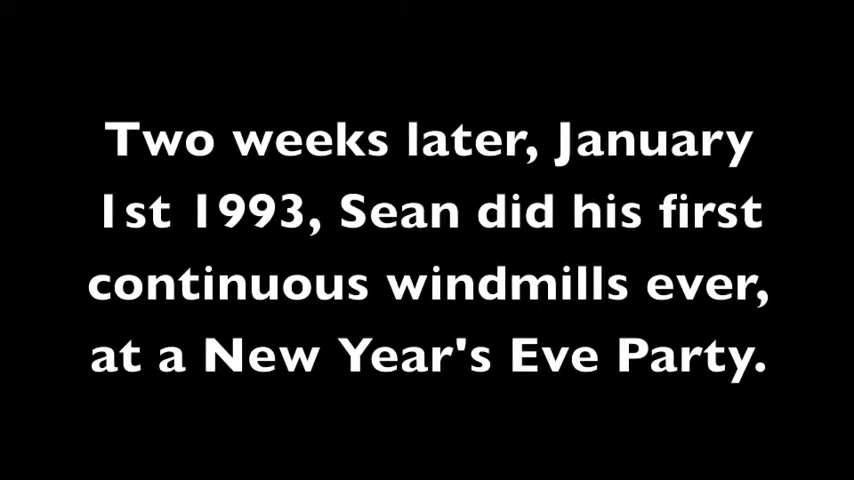 Two weeks later, January
1st 1993, Sean did his first
continuous windmills ever,
at a New Year's Eve Party.